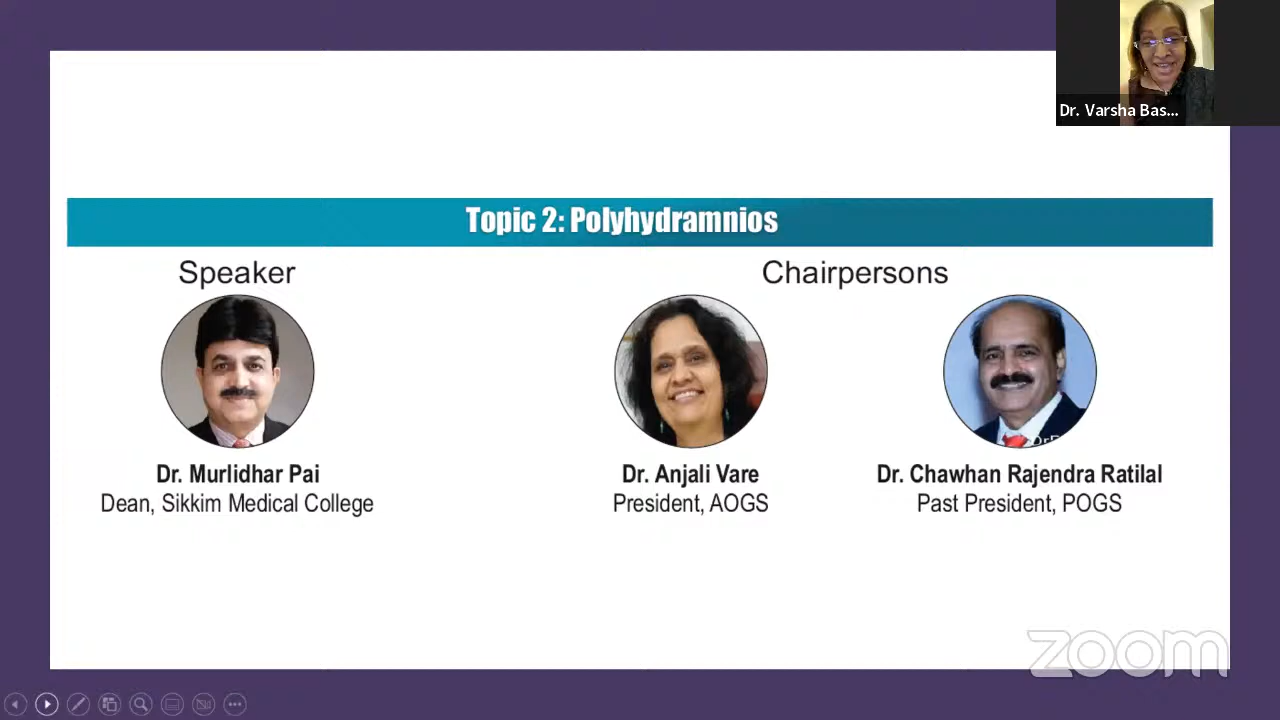 Dr. Varsha Bas...
Topic 2: Polyhydramnios
Speaker
Chairpersons
Dr. Murlidhar Pai
Dean, Sikkim Medical College
Dr. Anjali Vare
President, AOGS
Dr. Chawhan Rajendra Ratilal
Past President, POGS
zoom